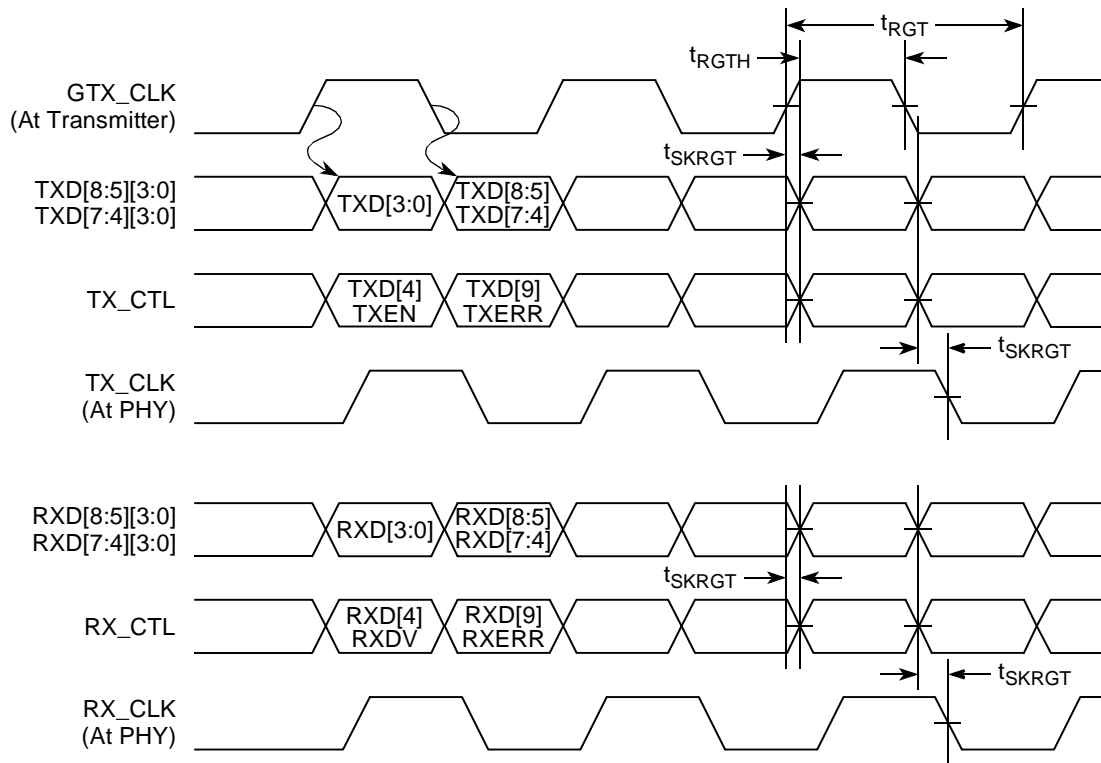 tRGT
tRGTH
GTX_CLK
(At Transmitter)
tSKRGT
TXD[8:5][3:0]
TXD[7:4][3:0]
TXD[3:0]
TXD[8:5]
TXD[7:4]
TX_CTL
TXD[4]
TXEN
TXD[9]
TXERR
tSKRGT
TX_CLK
(At PHY)
RXD[8:5][3:0]
RXD[7:4][3:0]
RXD[3:0]
RXD[8:5]
RXD[7:4]
tSKRGT
RX_CTL
RXD[4]
RXDV
RXD[9]
RXERR
tSKRGT
RX_CLK
(At PHY)